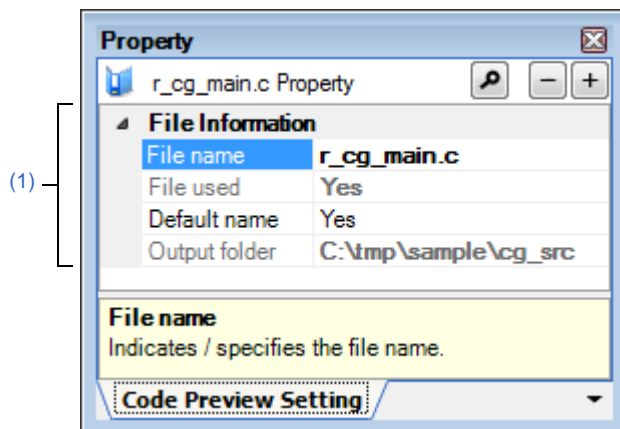 Property
r_cg_main.c Property
(1)
File Information
File name r_cg_main.c
File used Yes
Default name Yes
Output folder C:\tmp\sample\cg_src
File name
Indicates / specifies the file name.
Code Preview Setting